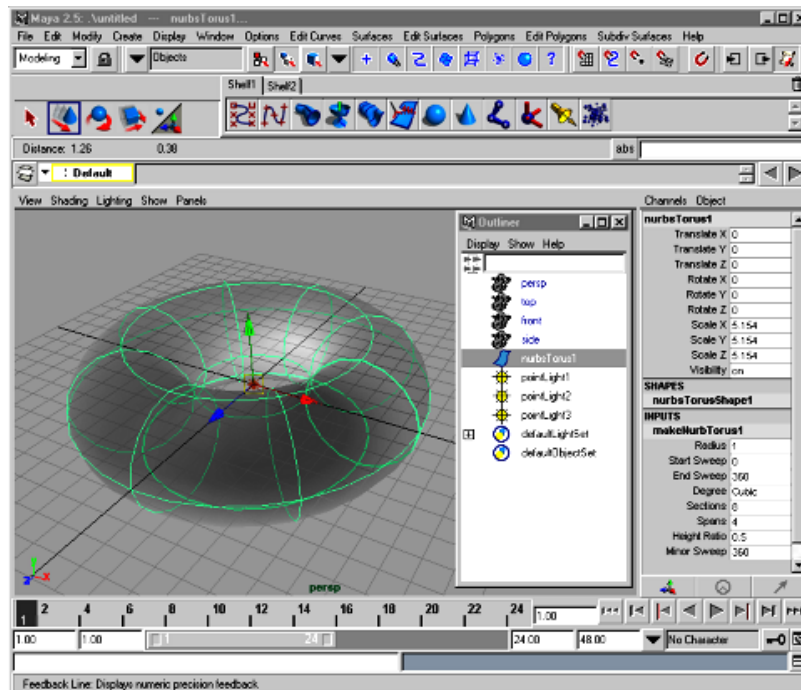 Maya 2.5: .\untitled --- nurbsTorus1...
File Edit Modify Create Display Window Options Edit Curves Surfaces Edit Surfaces Polygons Edit Polygons Subdiv Surfaces Help
Modeling Objects
Shelf1 Shelf2
Distance: 1.26 0.38 abs
: Default
View Shading Lighting Show Panels
Outliner
Display Show Help
persp
top
front
side
nurbsTorus1
pointLight1
pointLight2
pointLight3
defaultLightSet
defaultObjectSet
Channels Object
nurbsTorus1
Translate X 0
Translate Y 0
Translate Z 0
Rotate X 0
Rotate Y 0
Rotate Z 0
Scale X 5.154
Scale Y 5.154
Scale Z 5.154
Visibility on
SHAPES
nurbsTorusShape1
INPUTS
makeNurbTorus1
Radius 1
Start Sweep 0
End Sweep 360
Degree Cubic
Sections 8
Spans 4
Height Ratio 0.5
Minor Sweep 360
Y
Z X
persp
1 2 4 6 8 10 12 14 16 18 20 22 24 1.00
1.00 1.00 1 24 24.00 48.00 No Character
Feedback Line: Displays numeric precision feedback.